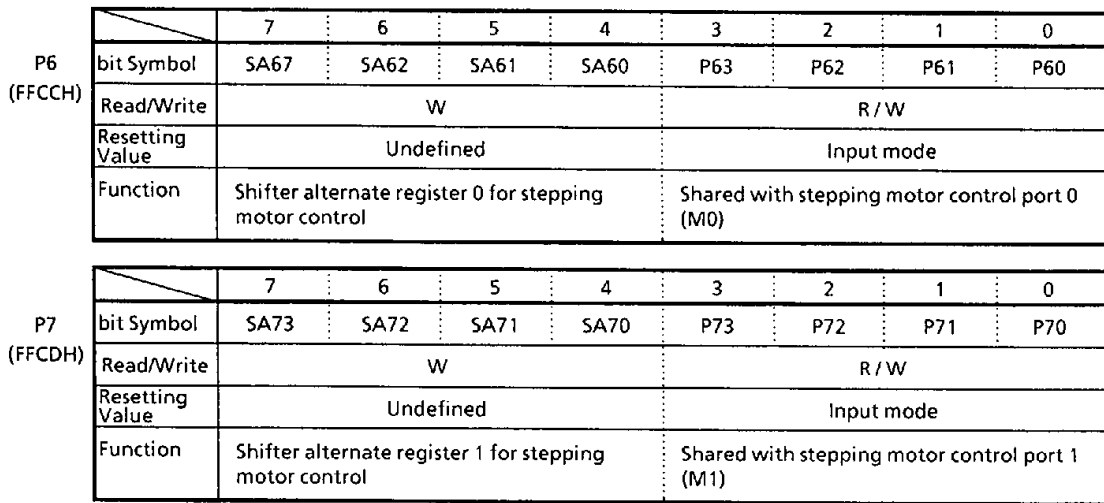 7 6 5 4 3 2 1 0
P6 bit Symbol SA67 SA62 SA61 SA60 P63 P62 P61 P60
(FFCCH) Read/Write W R / W
Resetting Value Undefined Input mode
Function Shifter alternate register 0 for stepping Shared with stepping motor control port 0
motor control (M0)
7 6 5 4 3 2 1 0
P7 bit Symbol SA73 SA72 SA71 SA70 P73 P72 P71 P70
(FFCDH) Read/Write W R / W
Resetting Value Undefined Input mode
Function Shifter alternate register 1 for stepping Shared with stepping motor control port 1
motor control (M1)